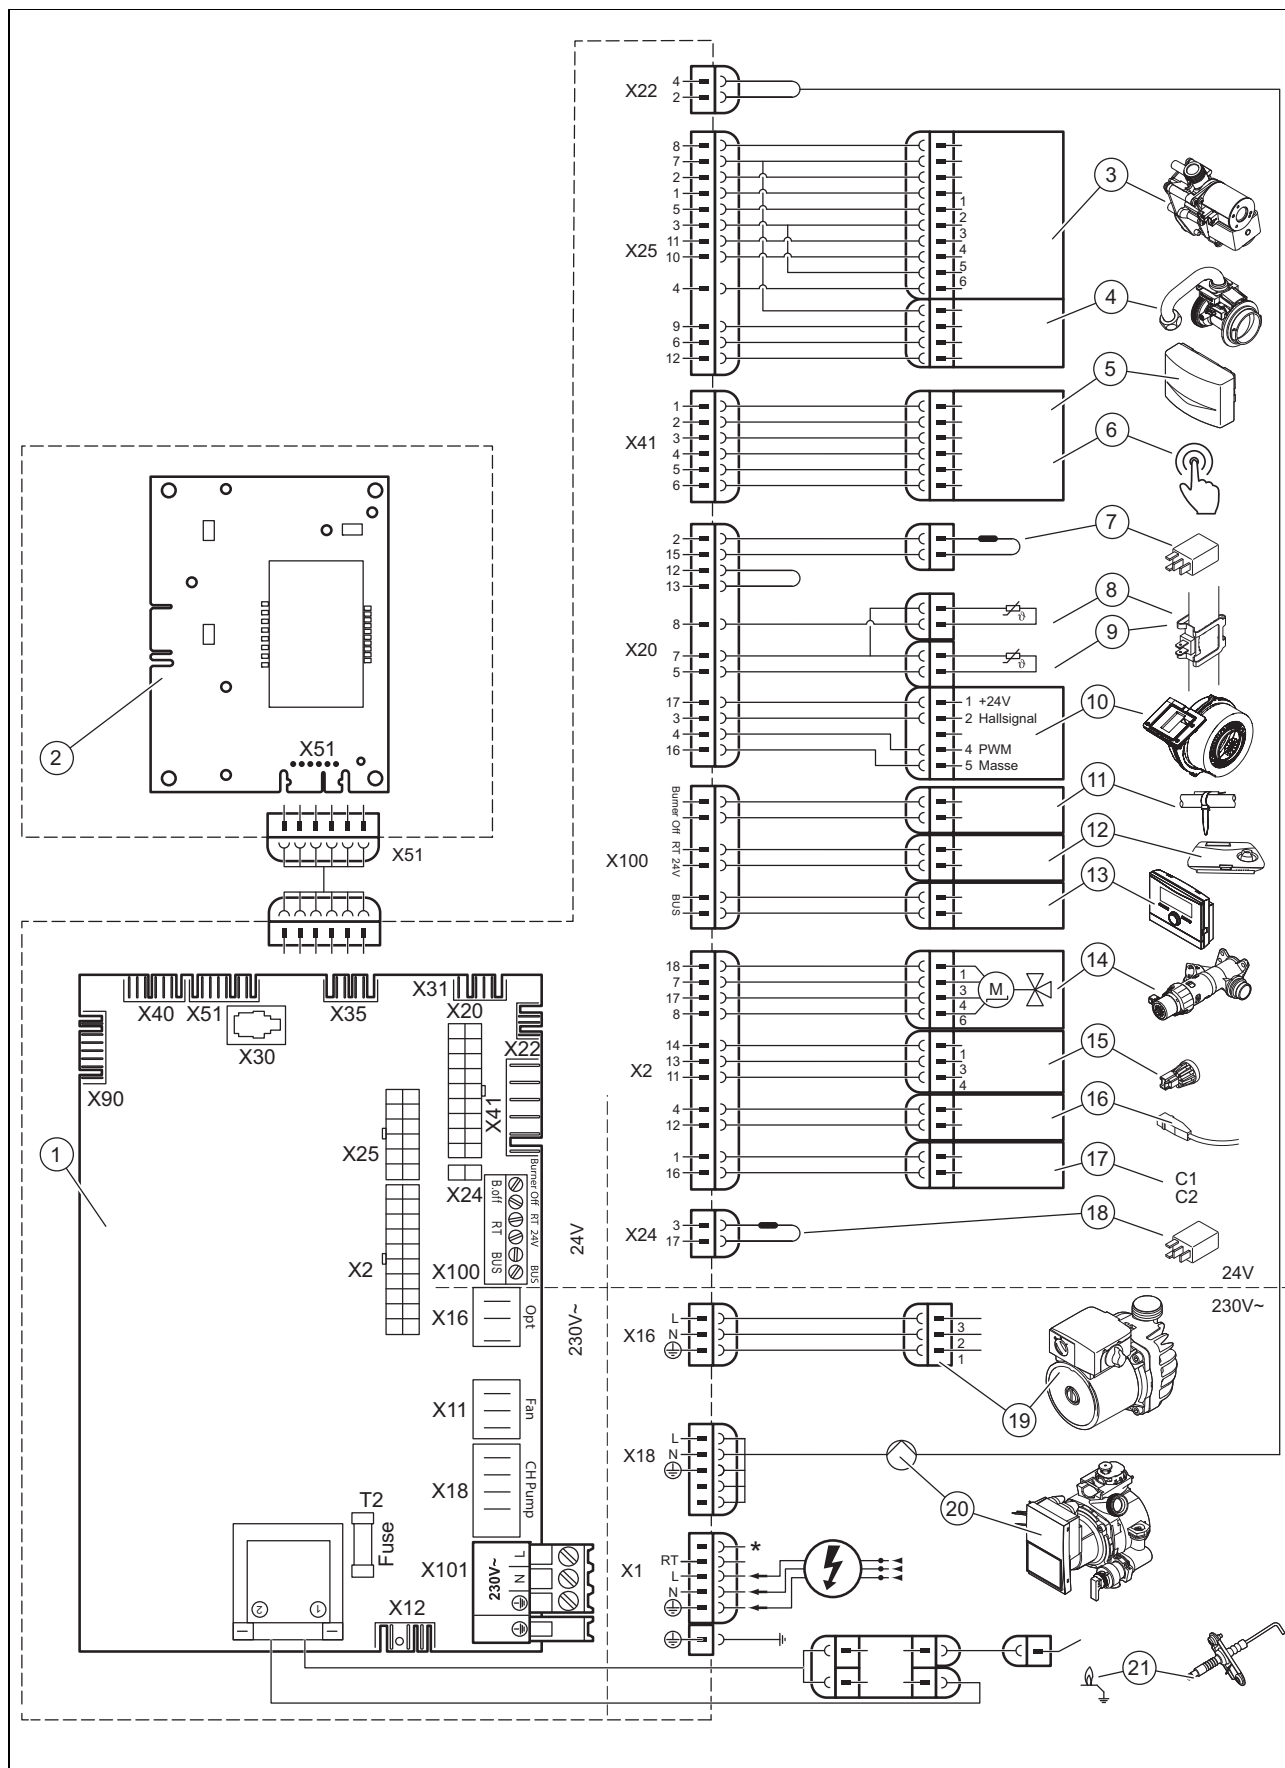 X22
4
2
X25
8
7
2
1
5
3
11
10
4
9
6
12
1
2
3
4
5
6
3
4
X41
1
2
3
4
5
6
5
6
X20
2
15
12
13
8
7
5
17
3
4
16
ϑ
ϑ
1 +24V
2 Hallsignal
4 PWM
5 Masse
7
8
9
10
X100
Burner Off
RT 24V
BUS
11
12
13
X2
18
7
17
8
14
13
11
4
12
1
16
1
3
4
6
M
1
3
4
14
15
16
17
C1
C2
X24
3
17
18
24V
230V~
X16
L
N
3
2
1
19
X18
L
N
20
X1
*
RT
L
N
21
2
X51
X51
1
X40
X51
X35
X31
X20
X30
X22
X90
X41
X25
X24
X2
X100
B.off
RT
BUS
Burner Off
RT 24V
BUS
24V
230V~
X16
Opt
X11
Fan
X18
CH Pump
T2
Fuse
X101
230V~
L
N
X12
2
1